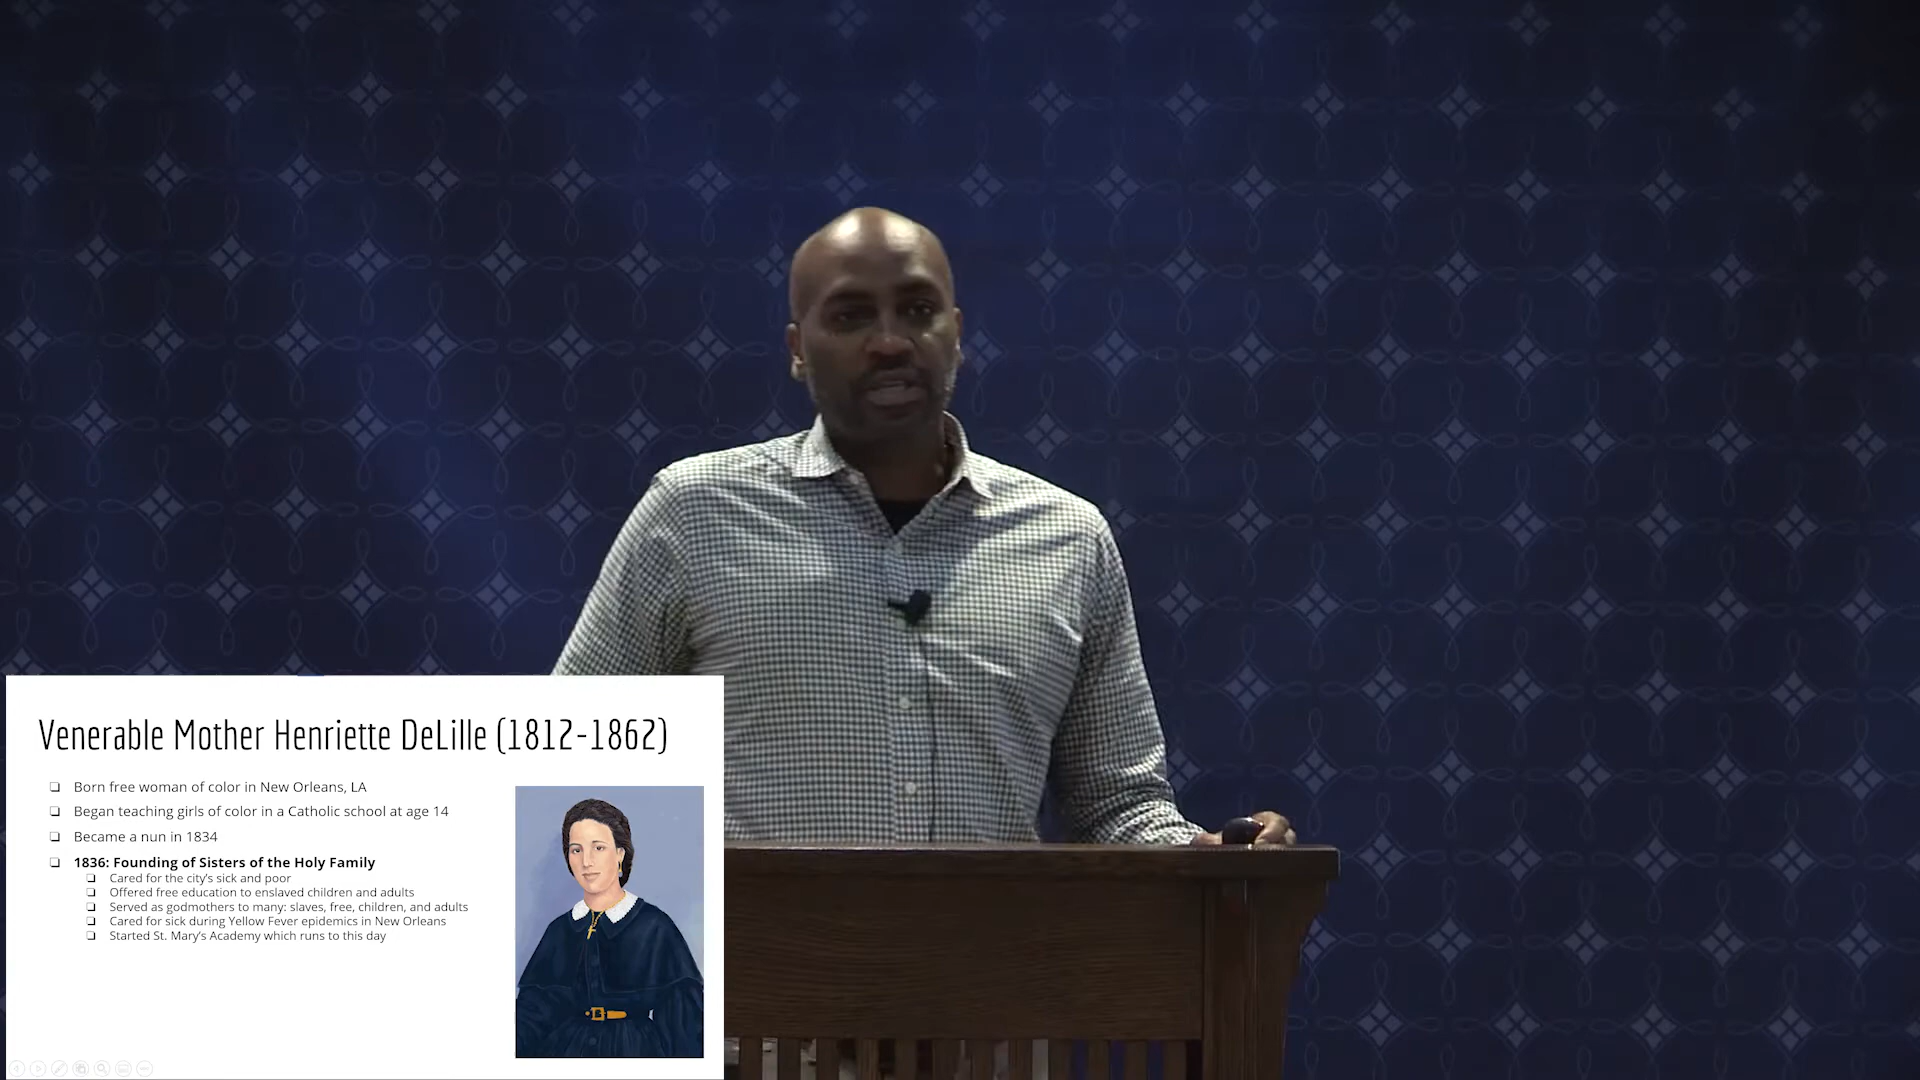 Venerable Mother Henriette DeLille (1812-1862)
Born free woman of color in New Orleans, LA
Began teaching girls of color in a Catholic school at age 14
Became a nun in 1834
1836: Founding of Sisters of the Holy Family
Cared for the city's sick and poor
Offered free education to enslaved children and adults
Served as godmothers to many: slaves, free, children, and adults
Cared for sick during Yellow Fever epidemics in New Orleans
Started St. Mary's Academy which runs to this day